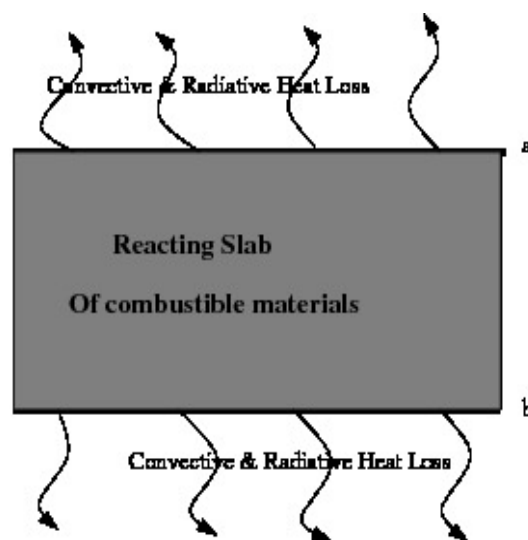 Convective & Radiative Heat Loss
a
Reacting Slab
Of combustible materials
b
Convective & Radiative Heat Loss